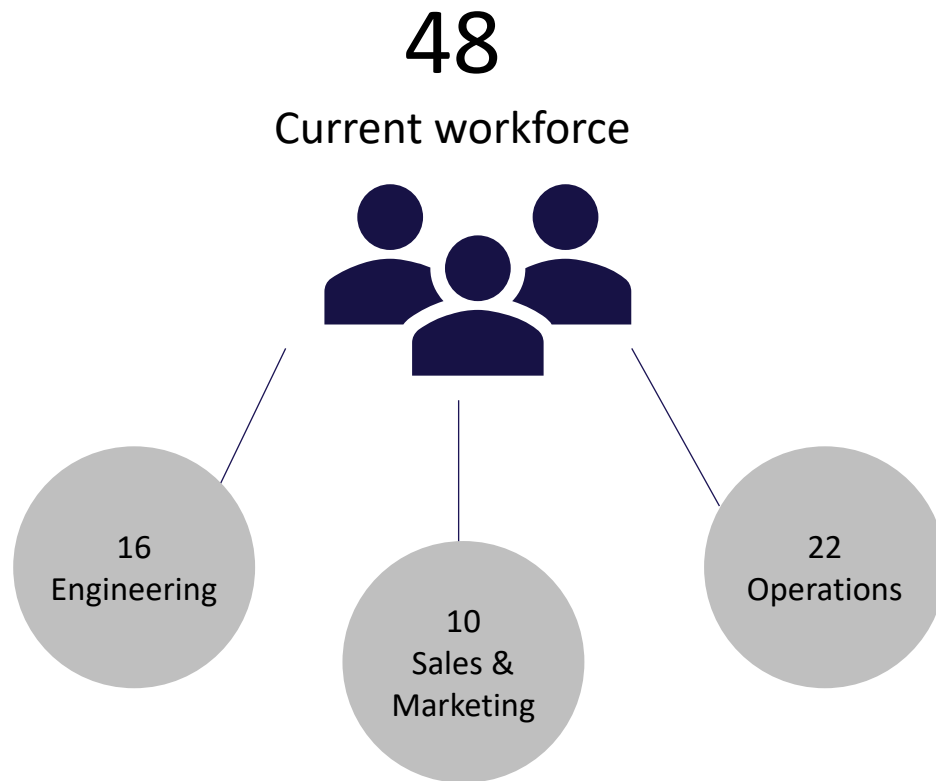 48
Current workforce
16
Engineering
10
Sales &
Marketing
22
Operations